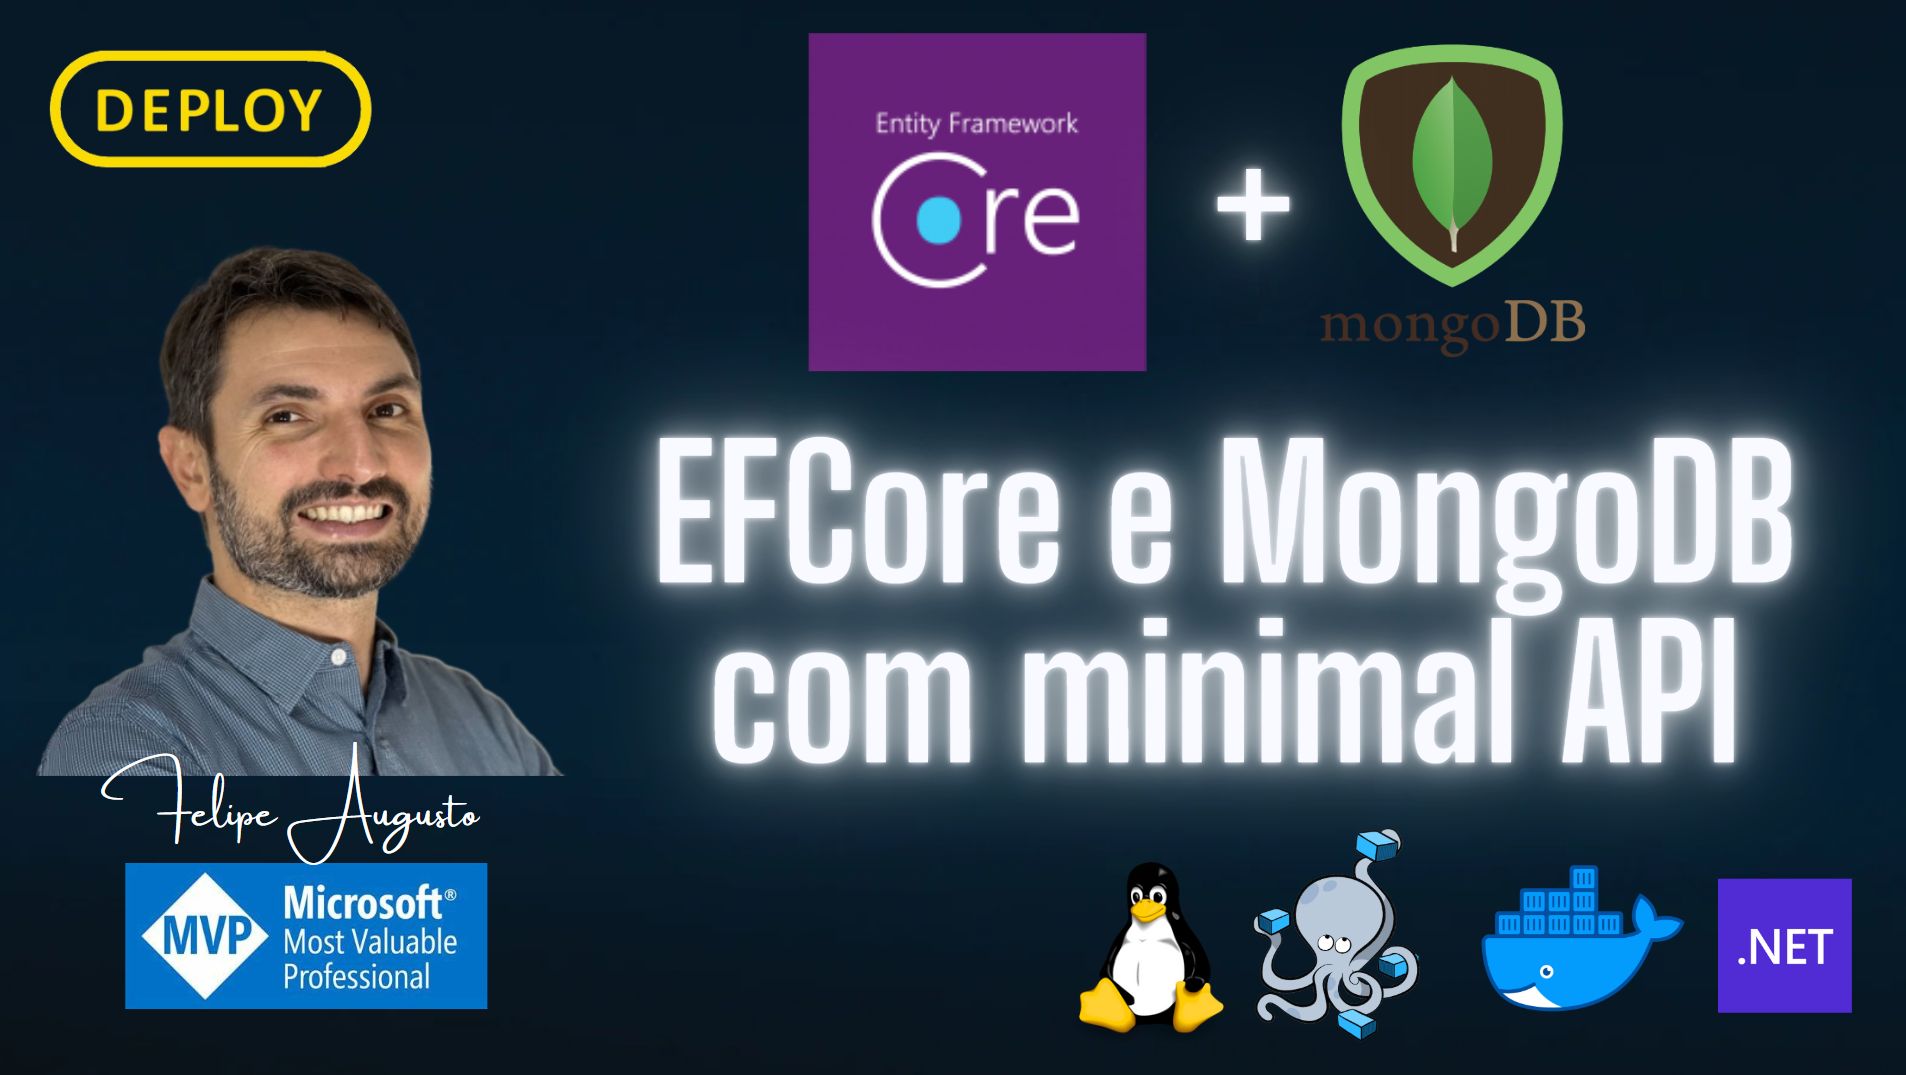 DEPLOY
Entity Framework
Core
+
mongoDB
EFCore e MongoDB
com minimal API
Felipe Augusto
MVP
Microsoft®
Most Valuable
Professional
.NET